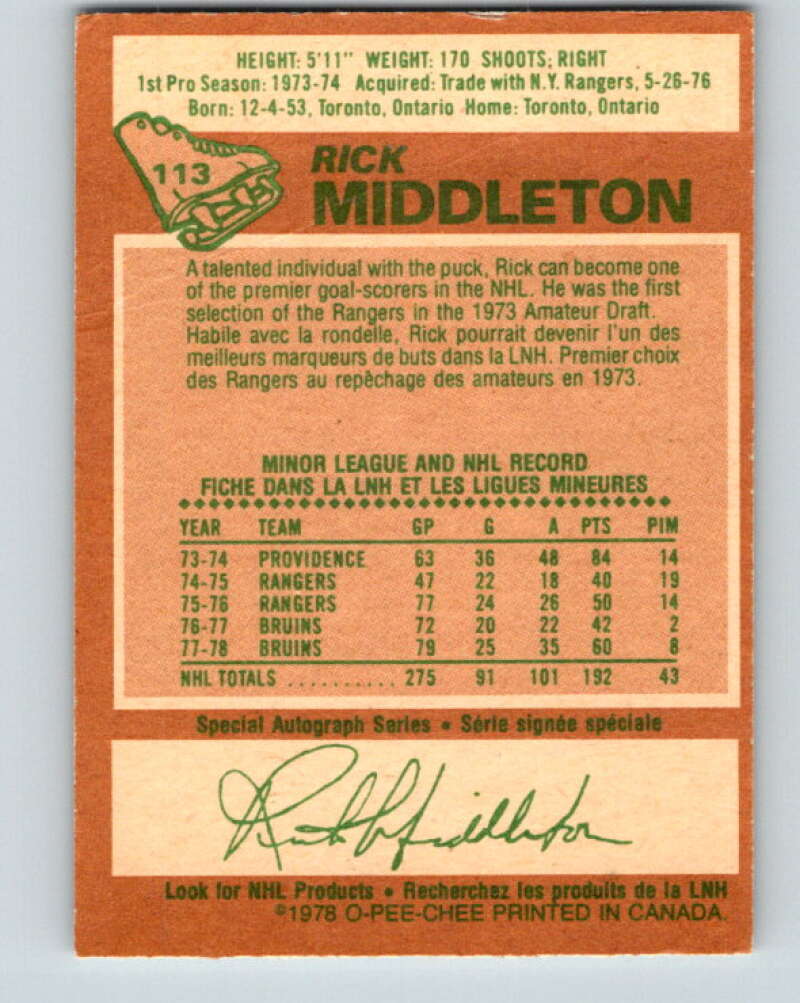 HEIGHT: 5'11" WEIGHT: 170 SHOOTS: RIGHT
1st Pro Season: 1973-74 Acquired: Trade with N.Y. Rangers, 5-26-76
Born: 12-4-53, Toronto, Ontario Home: Toronto, Ontario
113
RICK
MIDDLETON
A talented individual with the puck, Rick can become one
of the premier goal-scorers in the NHL. He was the first
selection of the Rangers in the 1973 Amateur Draft.
Habile avec la rondelle, Rick pourrait devenir l'un des
meilleurs marqueurs de buts dans la LNH. Premier choix
des Rangers au repêchage des amateurs en 1973.
MINOR LEAGUE AND NHL RECORD
FICHE DANS LA LNH ET LES LIGUES MINEURES
YEAR TEAM GP G A PTS PIM
73-74 PROVIDENCE 63 36 48 84 14
74-75 RANGERS 47 22 18 40 19
75-76 RANGERS 77 24 26 50 14
76-77 BRUINS 72 20 22 42 2
77-78 BRUINS 79 25 35 60 8
NHL TOTALS .......... 275 91 101 192 43
Special Autograph Series • Série signée spéciale
Rick Middleton
Look for NHL Products • Recherchez les produits de la LNH
©1978 O-PEE-CHEE PRINTED IN CANADA.